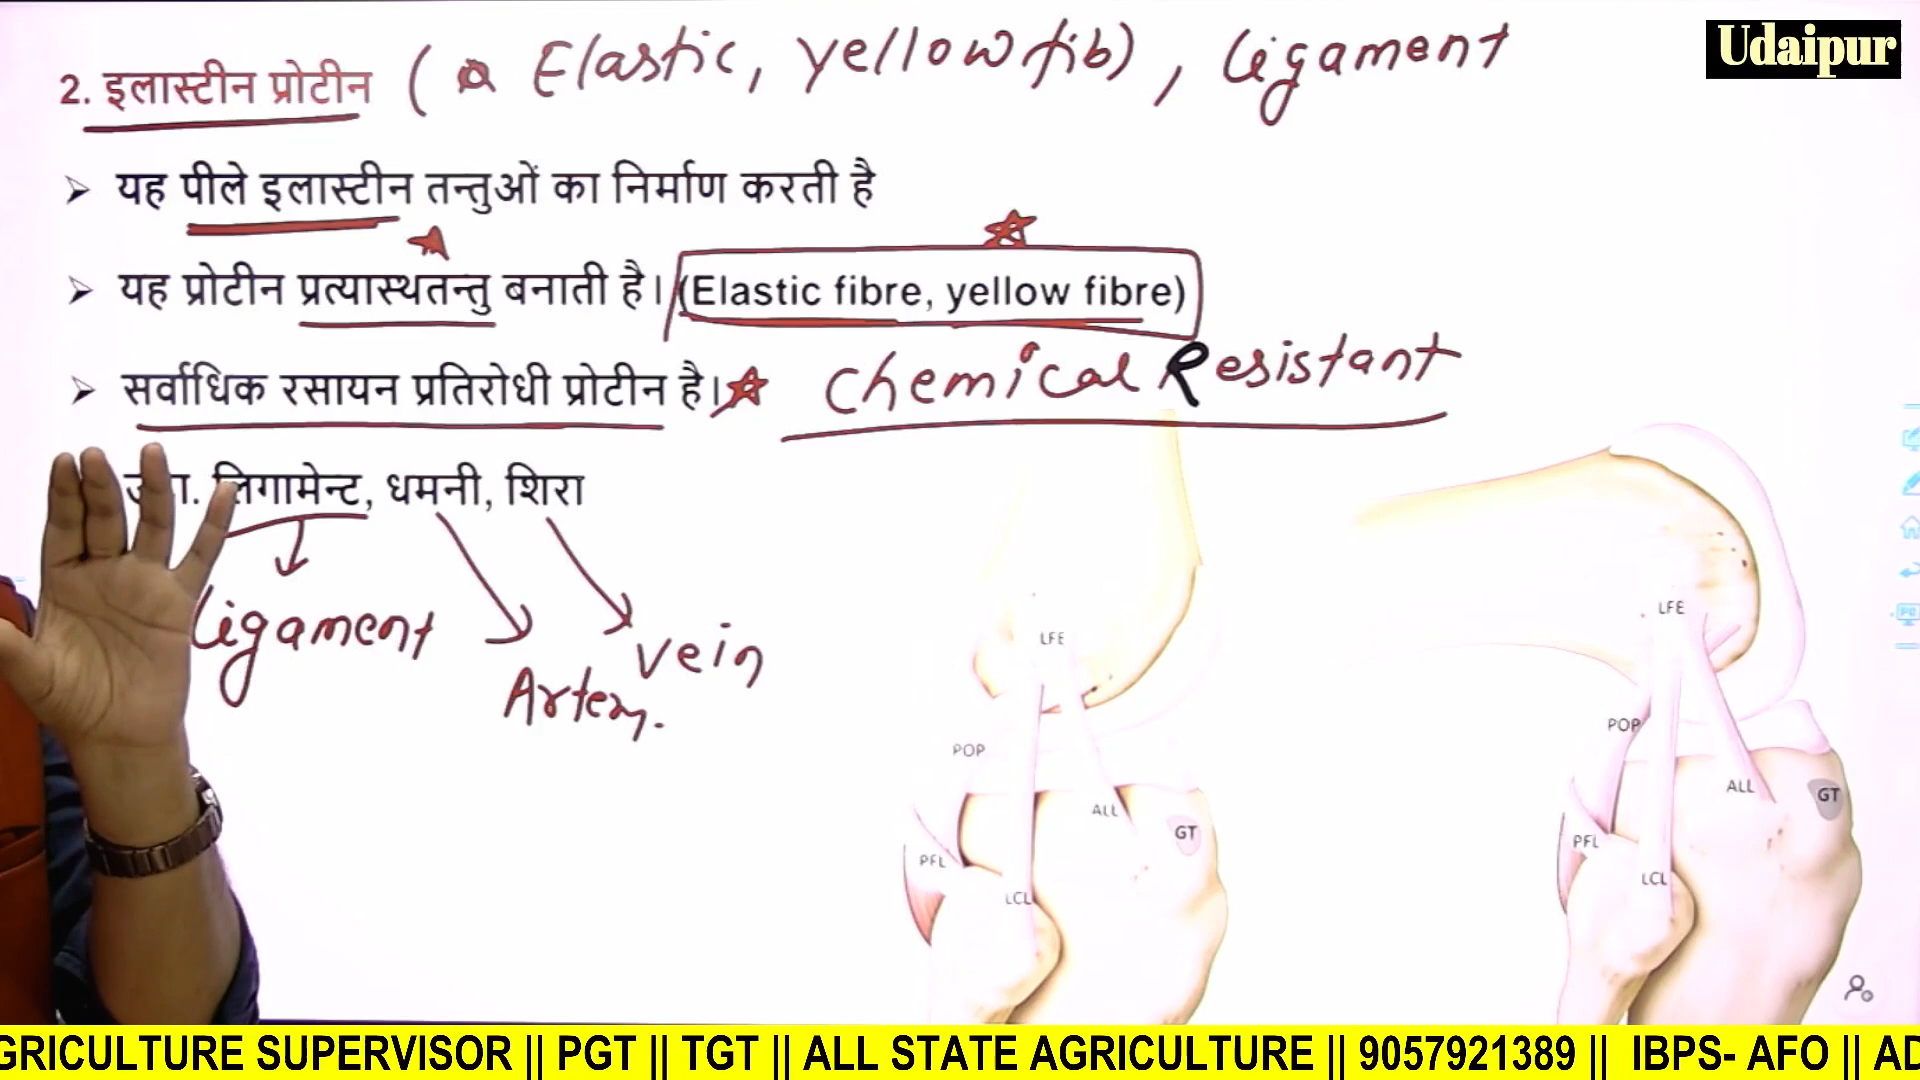 Udaipur
2. इलास्टीन प्रोटीन ( Elastic, yellow fib) , Ligament
➢ यह पीले इलास्टीन तन्तुओं का निर्माण करती है
➢ यह प्रोटीन प्रत्यास्थतन्तु बनाती है। (Elastic fibre, yellow fibre)
➢ सर्वाधिक रसायन प्रतिरोधी प्रोटीन है। Chemical Resistant
लिगामेन्ट, धमनी, शिरा
Ligament
vein
Artery.
LFE
LFE
POP
POP
ALL
ALL
GT
GT
PFL
PFL
LCL
LCL
GRICULTURE SUPERVISOR || PGT || TGT || ALL STATE AGRICULTURE || 9057921389 || IBPS- AFO || AD